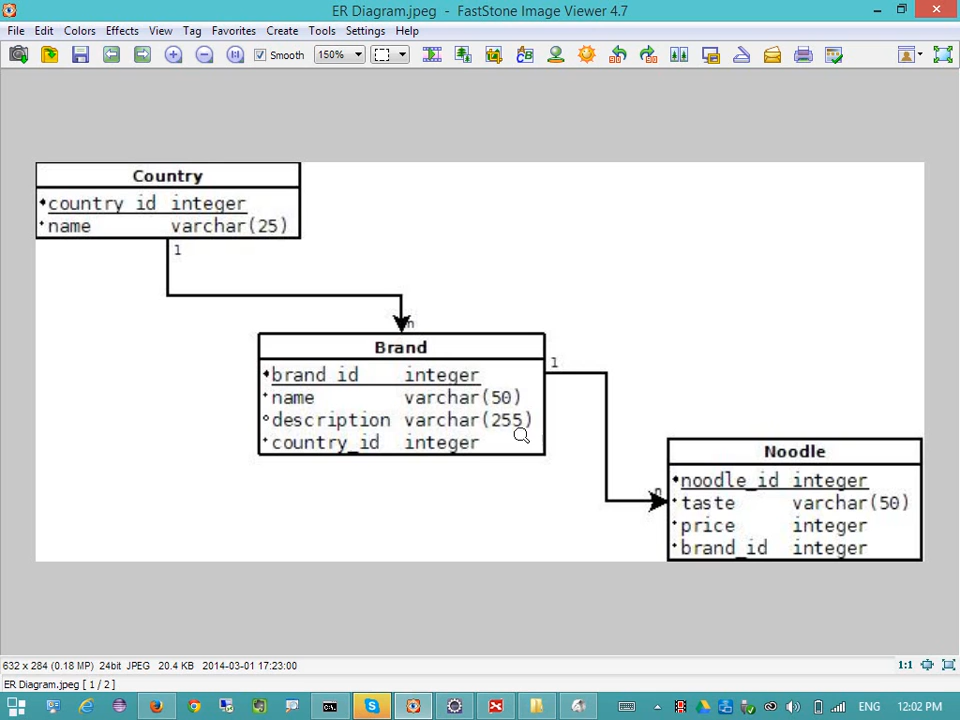 ER Diagram.jpeg - FastStone Image Viewer 4.7
File Edit Colors Effects View Tag Favorites Create Tools Settings Help
Smooth 150%
Country
country_id integer
name varchar(25)
1
n
Brand
brand_id integer
name varchar(50)
description varchar(255)
country_id integer
1
n
Noodle
noodle_id integer
taste varchar(50)
price integer
brand_id integer
632 x 284 (0.18 MP) 24bit JPEG 20.4 KB 2014-03-01 17:23:00
1:1
ER Diagram.jpeg [ 1 / 2 ]
ENG 12:02 PM